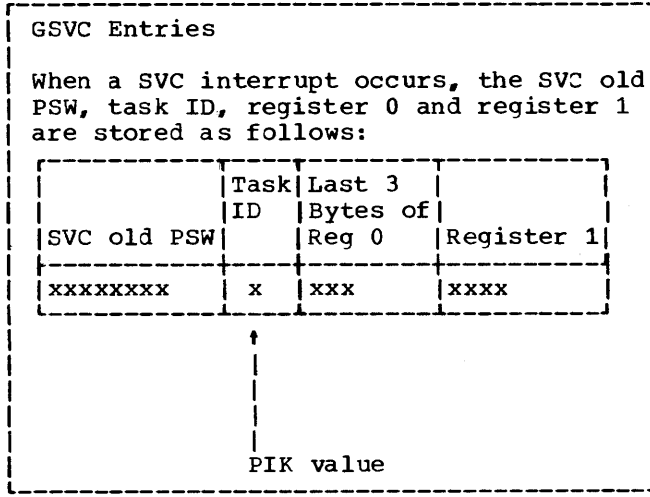 GSVC Entries
When a SVC interrupt occurs, the SVC old
PSW, task ID, register 0 and register 1
are stored as follows:
Task Last 3
ID Bytes of
SVC old PSW Reg 0 Register 1
xxxxxxxx x xxx xxxx
PIK value